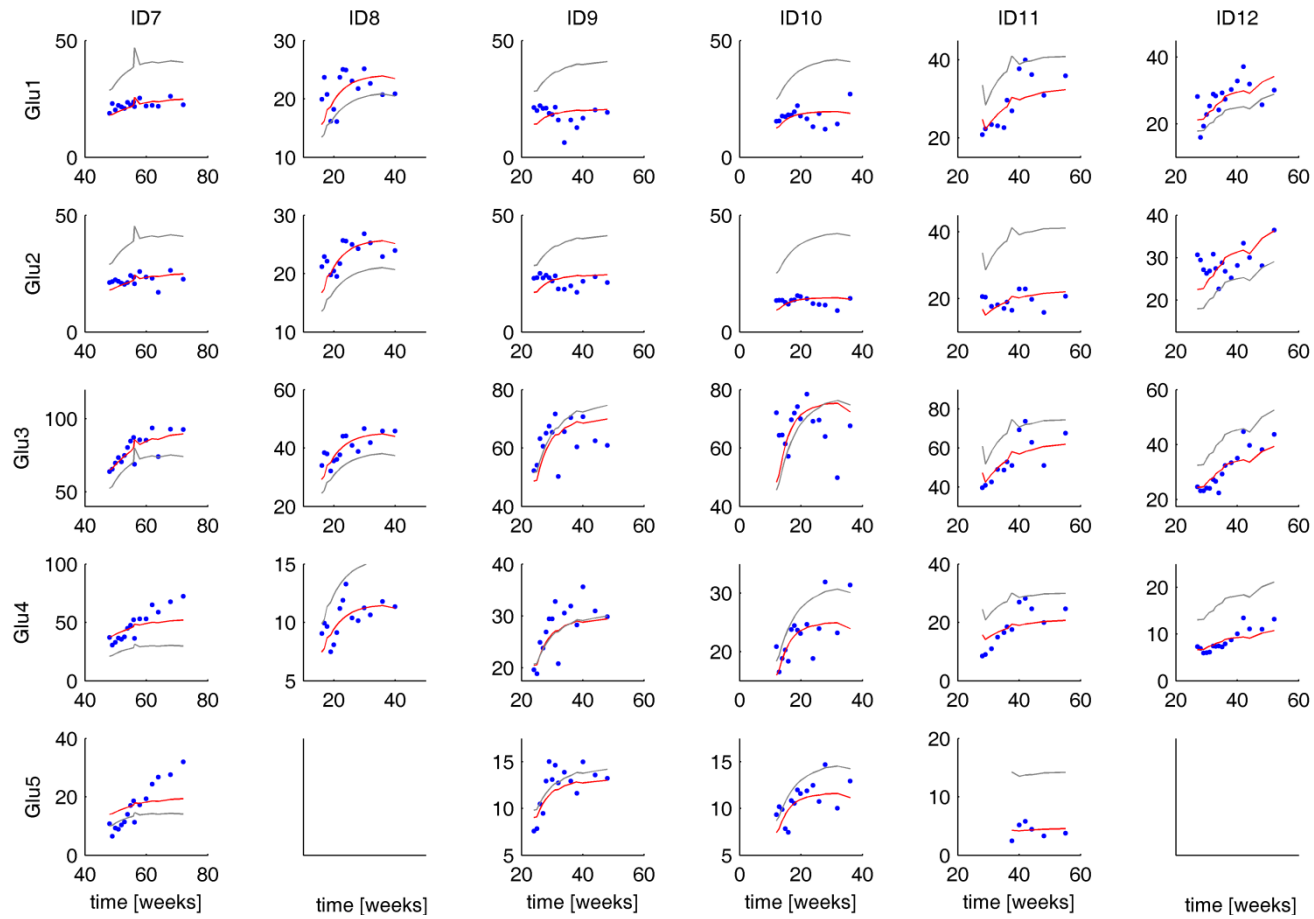 ID7 ID8 ID9 ID10 ID11 ID12
Glu1
50 30 50 50 40
0 20 0 0 20 40
10 20
40 60 80 0 20 40 20 40 60 0 20 40 20 40 60 20 40 60
Glu2
50 30 50 50 40 40
0 20 0 0 20 30
10 20
40 60 80 0 20 40 20 40 60 0 20 40 20 40 60 20 40 60
Glu3
100 60 80 80 80 60
50 40 60 60 60 40
20 40 40 40 20
40 60 80 0 20 40 20 40 60 0 20 40 20 40 60 20 40 60
Glu4
100 15 40 30 40 20
50 10 30 20 20 10
0 5 20 0 0
40 60 80 0 20 40 20 40 60 0 20 40 20 40 60 20 40 60
Glu5
40 15 15 20
20 10 10 10
0 5 5 0
40 60 80 20 40 60 0 20 40 20 40 60
time [weeks] time [weeks] time [weeks] time [weeks] time [weeks] time [weeks]